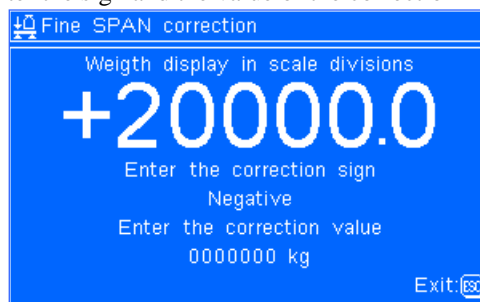 Fine SPAN correction
Weigth display in scale divisions
+20000.0
Enter the correction sign
Negative
Enter the correction value
0000000 kg
Exit:ESC